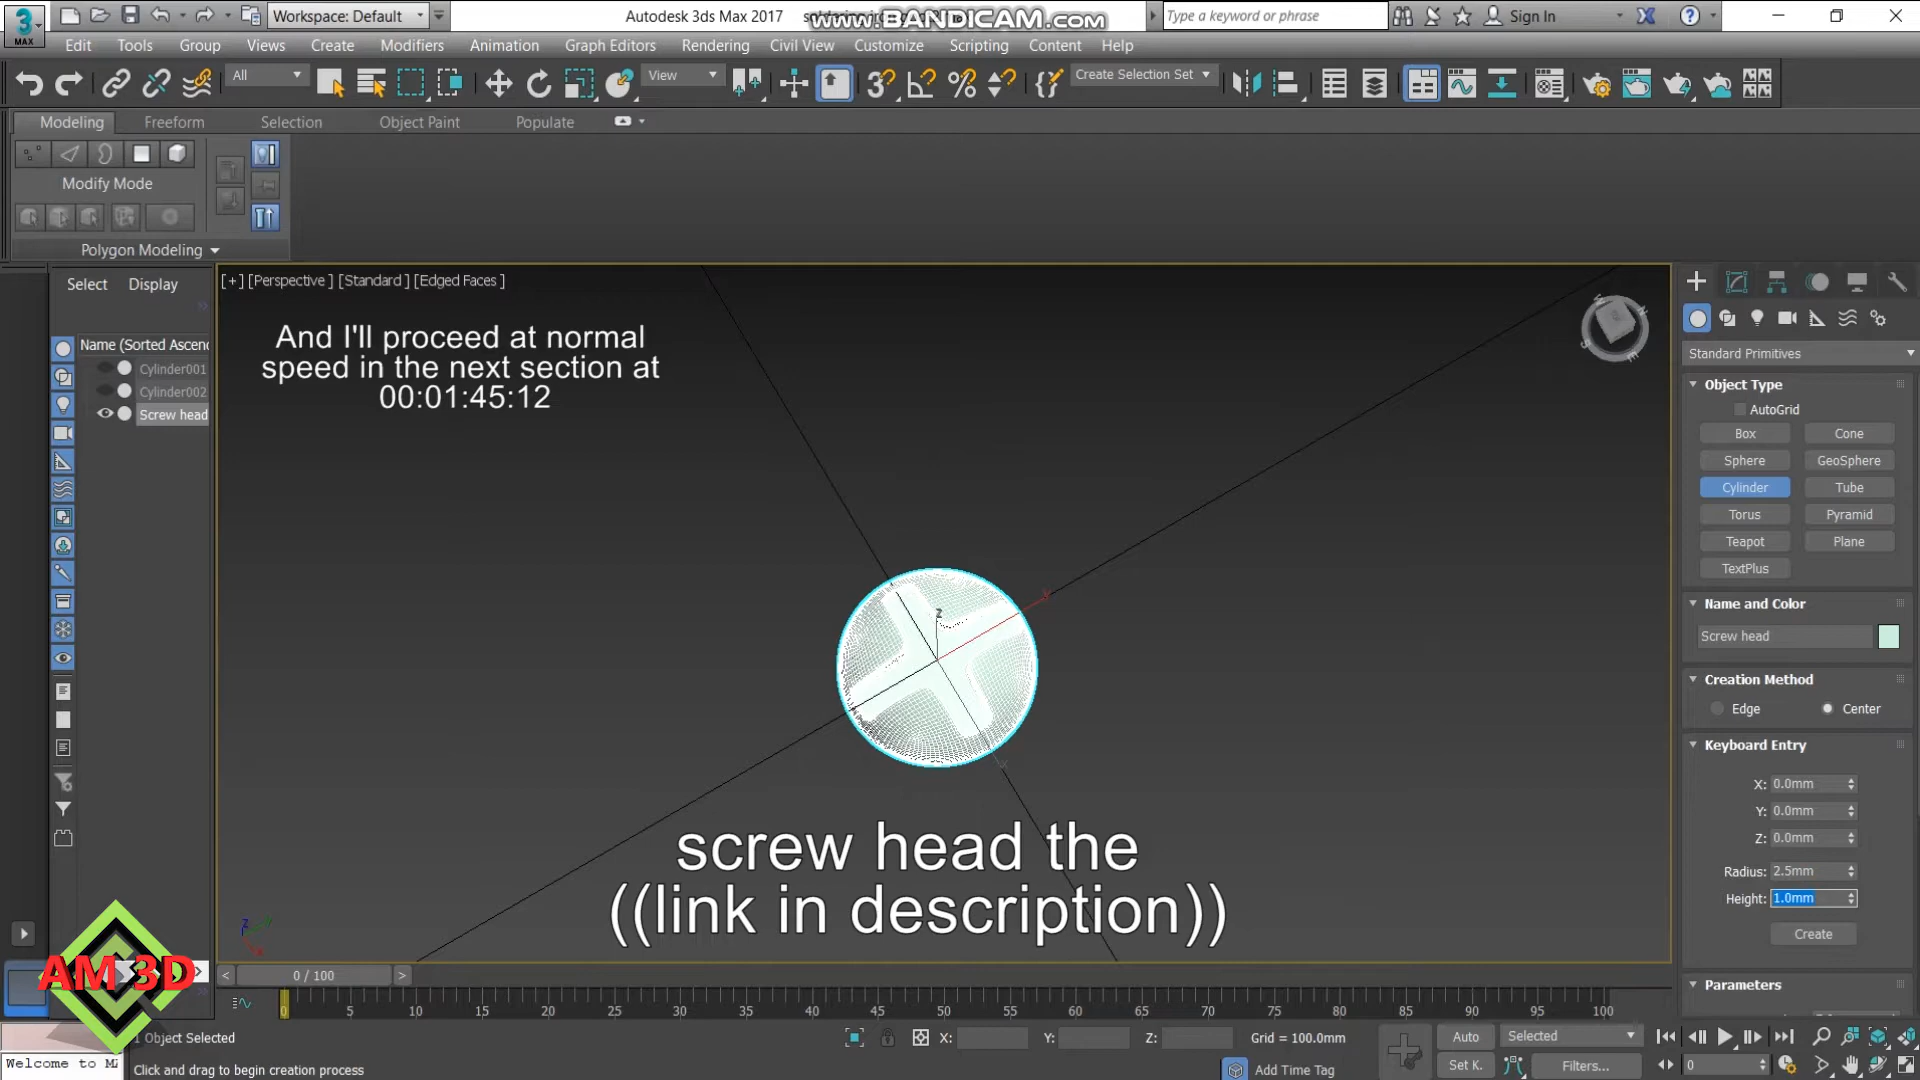 3
MAX
Workspace: Default
Autodesk 3ds Max 2017
www.BANDICAM.com
Type a keyword or phrase
Sign In
Edit
Tools
Group
Views
Create
Modifiers
Animation
Graph Editors
Rendering
Civil View
Customize
Scripting
Content
Help
All
View
Create Selection Set
Modeling
Freeform
Selection
Object Paint
Populate
Modify Mode
Polygon Modeling
Select
Display
Name (Sorted Ascend
Cylinder001
Cylinder002
Screw head
[+] [Perspective ] [Standard ] [Edged Faces ]
And I'll proceed at normal
speed in the next section at
00:01:45:12
screw head the
((link in description))
Standard Primitives
Object Type
AutoGrid
Box
Cone
Sphere
GeoSphere
Cylinder
Tube
Torus
Pyramid
Teapot
Plane
TextPlus
Name and Color
Screw head
Creation Method
Edge
Center
Keyboard Entry
X: 0.0mm
Y: 0.0mm
Z: 0.0mm
Radius: 2.5mm
Height: 1.0mm
Create
Parameters
AM 3D
< 0 / 100 >
0 5 10 15 20 25 30 35 40 45 50 55 60 65 70 75 80 85 90 95 100
1 Object Selected
X:
Y:
Z:
Grid = 100.0mm
Auto
Selected
Welcome to
Click and drag to begin creation process
Add Time Tag
Set K.
Filters...
0